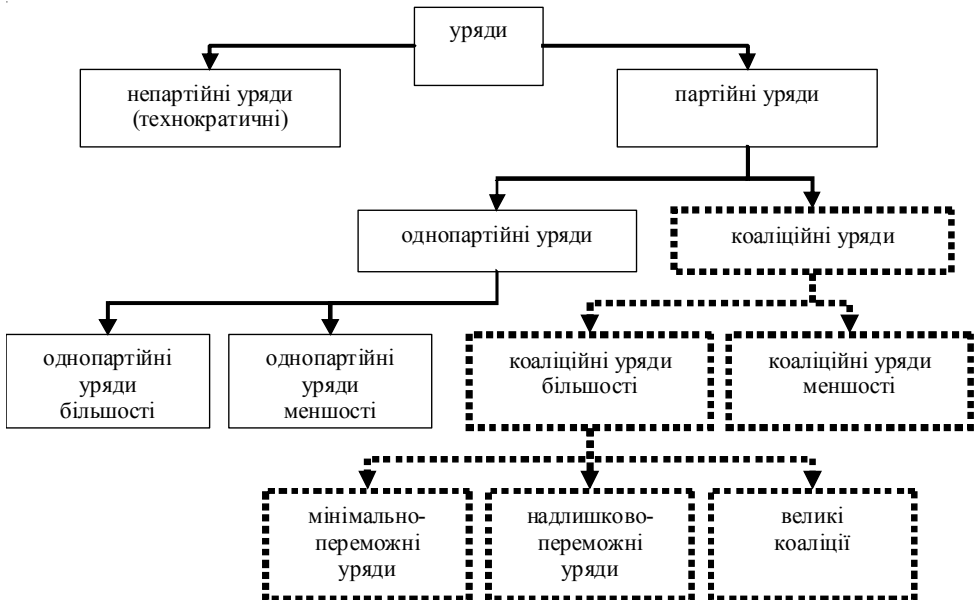 уряди
непартійні уряди
(технократичні)
партійні уряди
однопартійні уряди
коаліційні уряди
однопартійні
уряди
більшості
однопартійні
уряди
меншості
коаліційні уряди
більшості
коаліційні уряди
меншості
мінімально-
переможні
уряди
надлишково-
переможні
уряди
великі
коаліції